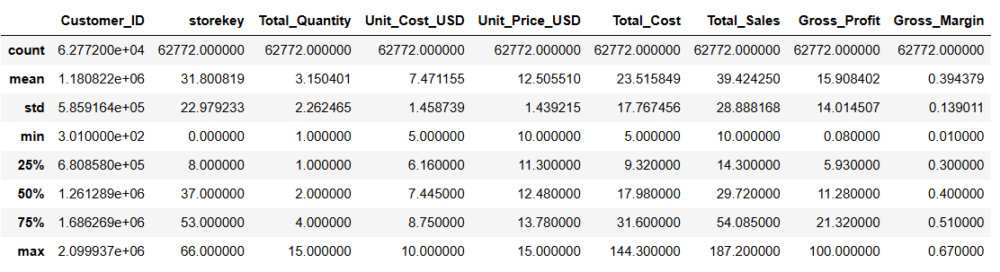 Customer_ID storekey Total_Quantity Unit_Cost_USD Unit_Price_USD Total_Cost Total_Sales Gross_Profit Gross_Margin
count 6.277200e+04 62772.000000 62772.000000 62772.000000 62772.000000 62772.000000 62772.000000 62772.000000 62772.000000
mean 1.180822e+06 31.800819 3.150401 7.471155 12.505510 23.515849 39.424250 15.908402 0.394379
std 5.859164e+05 22.979233 2.262465 1.458739 1.439215 17.767456 28.888168 14.014507 0.139011
min 3.010000e+02 0.000000 1.000000 5.000000 10.000000 5.000000 10.000000 0.080000 0.010000
25% 6.808580e+05 8.000000 1.000000 6.160000 11.300000 9.320000 14.300000 5.930000 0.300000
50% 1.261289e+06 37.000000 2.000000 7.445000 12.480000 17.980000 29.720000 11.280000 0.400000
75% 1.686269e+06 53.000000 4.000000 8.750000 13.780000 31.600000 54.085000 21.320000 0.510000
max 2.099937e+06 66.000000 15.000000 10.000000 15.000000 144.300000 187.200000 100.000000 0.670000